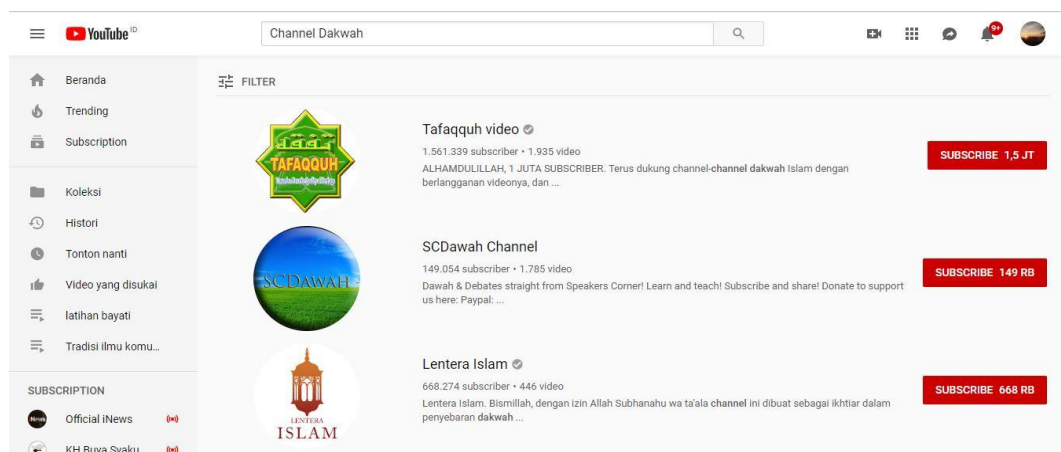 YouTube ID
Channel Dakwah
9+
Beranda
Trending
Subscription
Koleksi
Histori
Tonton nanti
Video yang disukai
latihan bayati
Tradisi ilmu komu...
SUBSCRIPTION
Official iNews
KH Buya Syaku
FILTER
TAFAQQUH
Tafaqquh video
1.561.339 subscriber • 1.935 video
ALHAMDULILLAH, 1 JUTA SUBSCRIBER. Terus dukung channel-channel dakwah Islam dengan
berlangganan videonya, dan ...
SUBSCRIBE 1,5 JT
SCDAWAH
SCDawah Channel
149.054 subscriber • 1.785 video
Dawah & Debates straight from Speakers Corner! Learn and teach! Subscribe and share! Donate to support
us here: Paypal: ...
SUBSCRIBE 149 RB
LENTERA
ISLAM
Lentera Islam
668.274 subscriber • 446 video
Lentera Islam. Bismillah, dengan izin Allah Subhanahu wa ta'ala channel ini dibuat sebagai ikhtiar dalam
penyebaran dakwah ...
SUBSCRIBE 668 RB